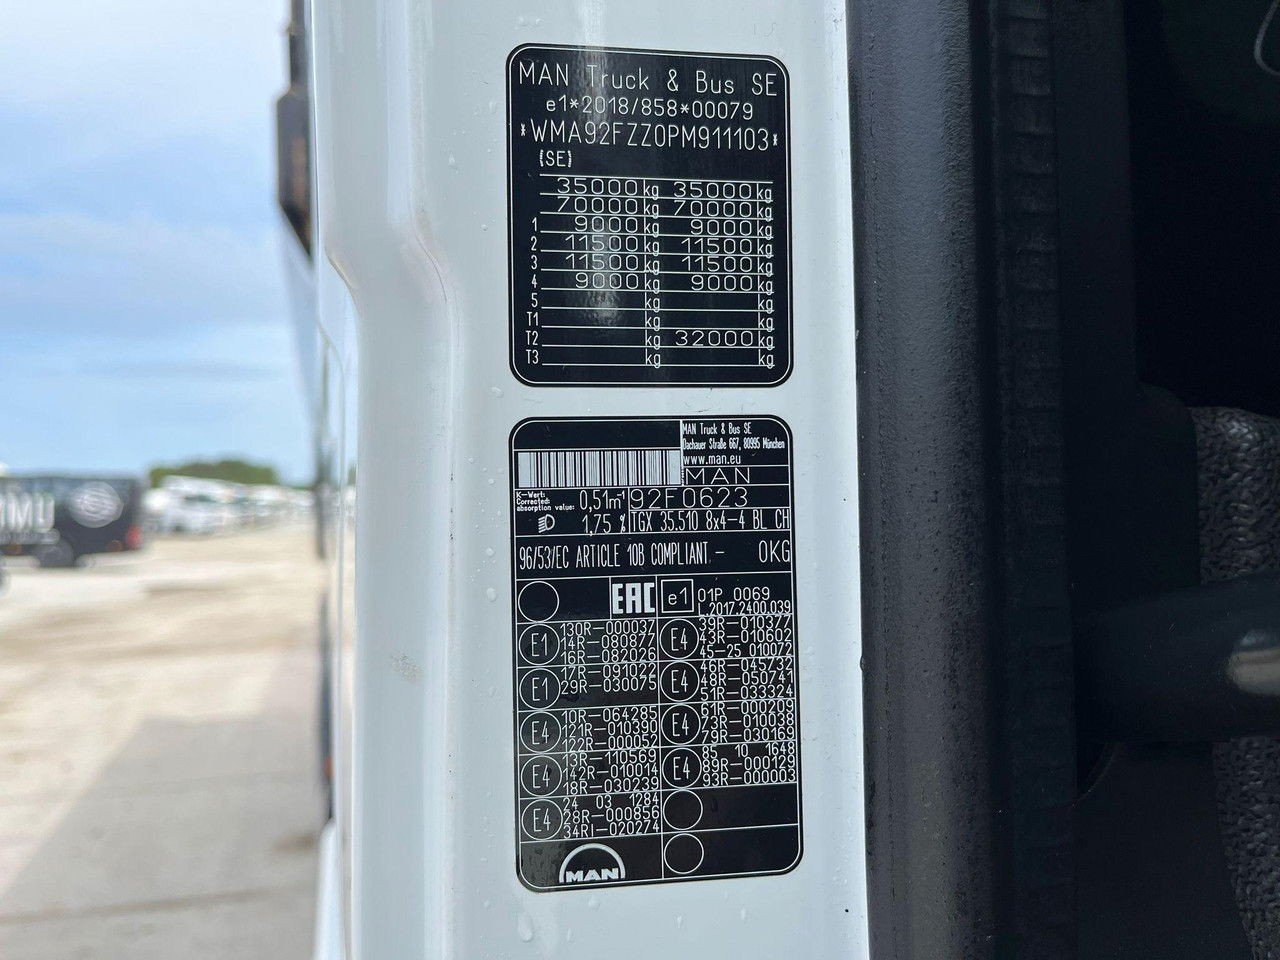 MAN Truck & Bus SE
e1*2018/858*00079
*WMA92FZZ0PM911103*
(SE)
35000 kg 35000 kg
70000 kg 70000 kg
1 9000 kg 9000 kg
2 11500 kg 11500 kg
3 11500 kg 11500 kg
4 9000 kg 9000 kg
5 kg kg
T1 kg kg
T2 kg 32000 kg
T3 kg kg
MAN Truck & Bus SE
Dachauer Straße 667, 80995 München
www.man.eu
MAN
K-Wert:
Corrected
absorption value: 0,51m-1
92F0623
1,75 %
TGX 35.510 8x4-4 BL CH
96/53/EC ARTICLE 10B COMPLIANT - 0KG
EAC e1 01P 0069
L.2017.2400.039
E1 130R-000037
14R-080877
16R-082026
E4 39R-010377
43R-010602
45-25 010072
E1 17R-091022
29R-030075
E4 46R-045732
48R-050741
51R-033324
E4 10R-064285
121R-010390
122R-000052
E4 61R-000209
73R-010038
79R-030168
E4 13R-110569
142R-010014
18R-030239
E4 85 10 1648
89R-000129
93R-000003
E4 24 03 1284
28R-000856
34RI-020274
MAN